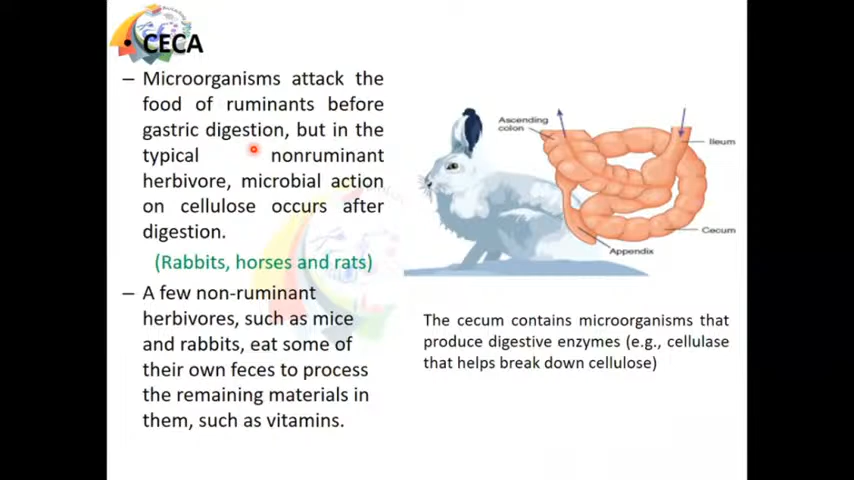 • CECA
– Microorganisms attack the
food of ruminants before
gastric digestion, but in the
typical nonruminant
herbivore, microbial action
on cellulose occurs after
digestion.
(Rabbits, horses and rats)
– A few non-ruminant
herbivores, such as mice
and rabbits, eat some of
their own feces to process
the remaining materials in
them, such as vitamins.
Ascending
colon
Ileum
Cecum
Appendix
The cecum contains microorganisms that
produce digestive enzymes (e.g., cellulase
that helps break down cellulose)